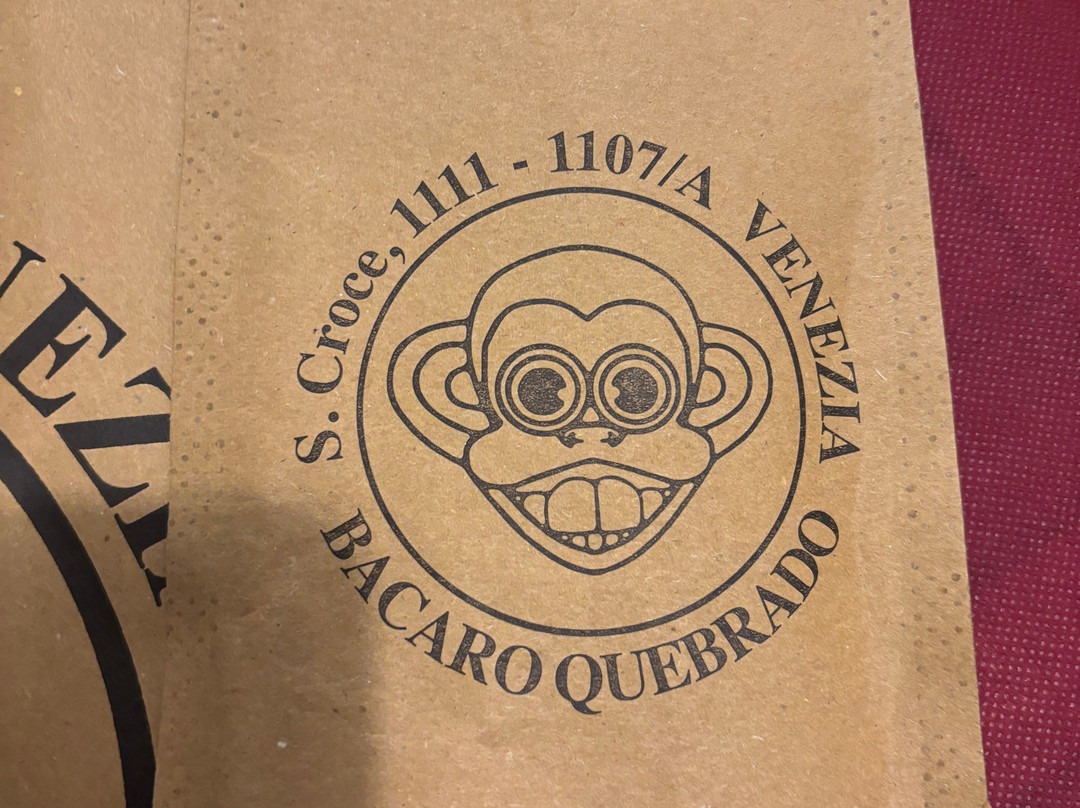 S. Croce, 1111 - 1107/A VENEZIA
BACARO QUEBRADO